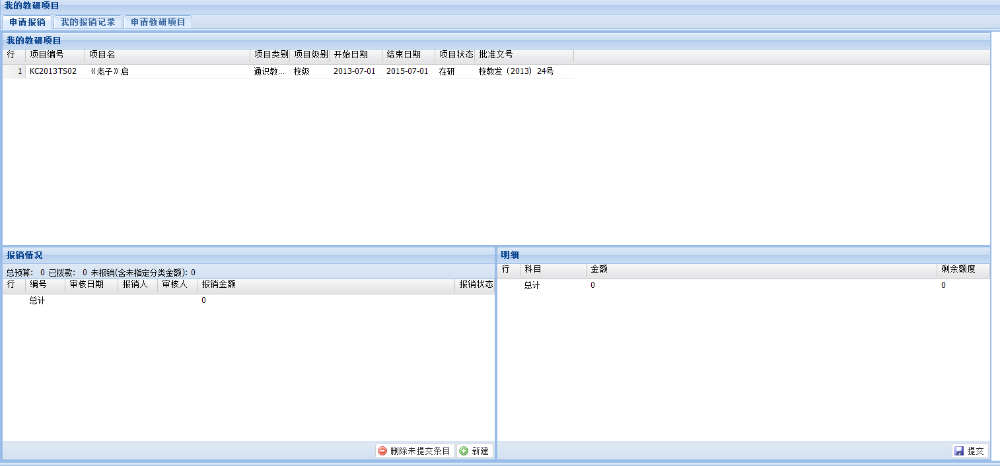 我的教研项目
申请报销 我的报销记录 申请教研项目
我的教研项目
行 项目编号 项目名 项目类别 项目级别 开始日期 结束日期 项目状态 批准文号
1 KC2013TS02 《老子》启 通识教... 校级 2013-07-01 2015-07-01 在研 校教发〔2013〕24号
报销情况
总预算: 0 已拨款: 0 未报销(含未指定分类金额): 0
行 编号 审核日期 报销人 审核人 报销金额 报销状态
总计 0
删除未提交条目 新建
明细
行 科目 金额 剩余额度
总计 0 0
提交